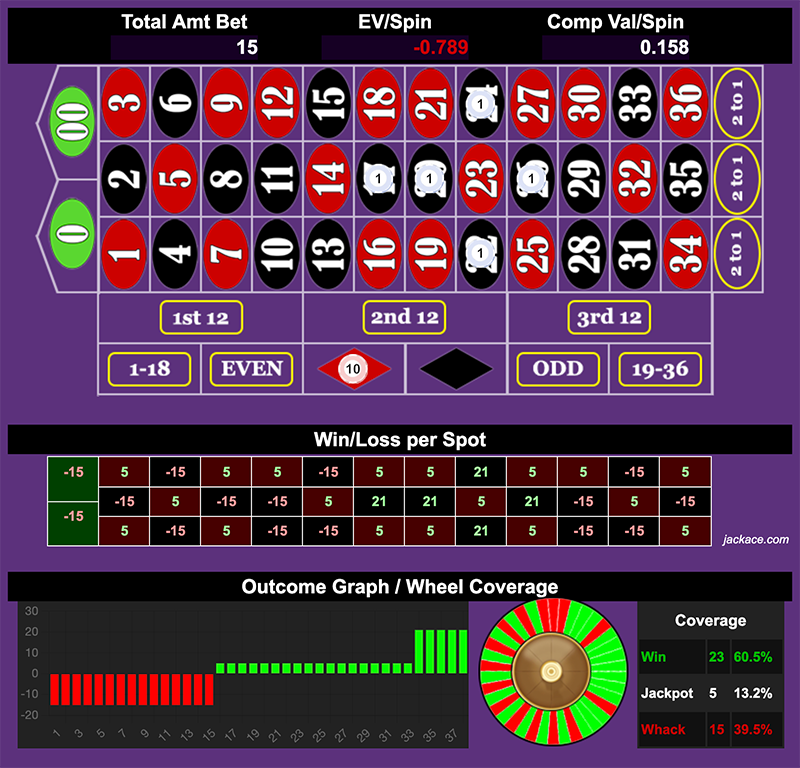 Total Amt Bet EV/Spin Comp Val/Spin
15 -0.789 0.158
00 3 6 9 12 15 18 21 1 27 30 33 36 2 to 1
2 5 8 11 14 1 1 23 1 29 32 35 2 to 1
0 1 4 7 10 13 16 19 1 25 28 31 34 2 to 1
1st 12 2nd 12 3rd 12
1-18 EVEN 10 ODD 19-36
Win/Loss per Spot
-15 5 -15 5 5 -15 5 5 21 5 5 -15 5
-15 5 -15 -15 5 21 21 5 21 -15 5 -15
-15 5 -15 5 -15 -15 5 5 21 5 -15 -15 5
jackace.com
Outcome Graph / Wheel Coverage
30
20
10
0
-10
-20
1 3 5 7 9 11 13 15 17 19 21 23 25 27 29 31 33 35 37
Coverage
Win 23 60.5%
Jackpot 5 13.2%
Whack 15 39.5%